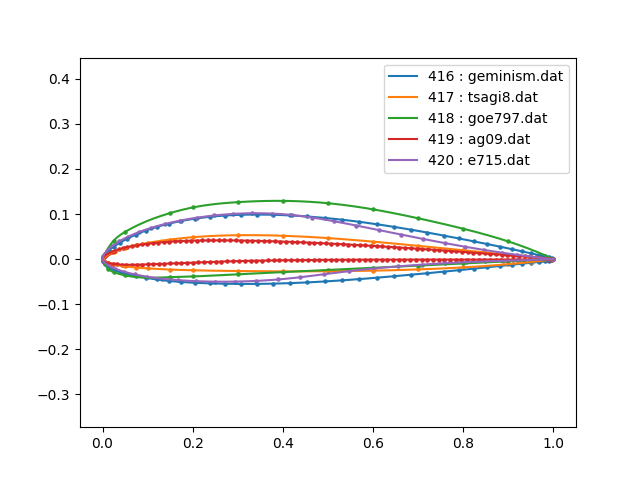 416 : geminism.dat
417 : tsagi8.dat
418 : goe797.dat
419 : ag09.dat
420 : e715.dat
0.4
0.3
0.2
0.1
0.0
−0.1
−0.2
−0.3
0.0 0.2 0.4 0.6 0.8 1.0